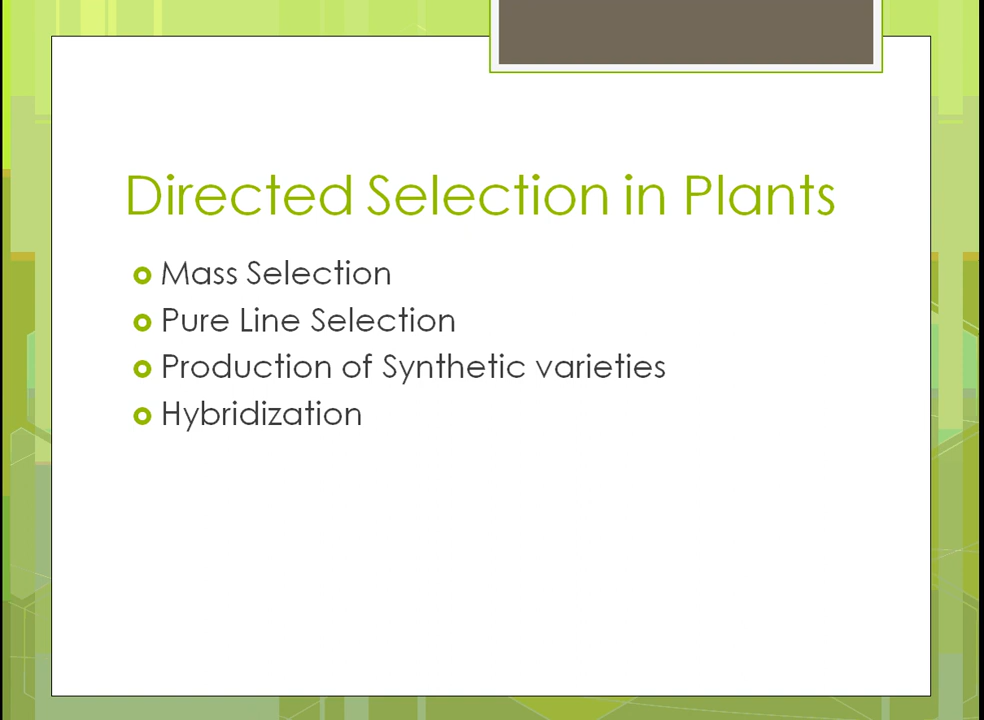 Directed Selection in Plants
Mass Selection
Pure Line Selection
Production of Synthetic varieties
Hybridization